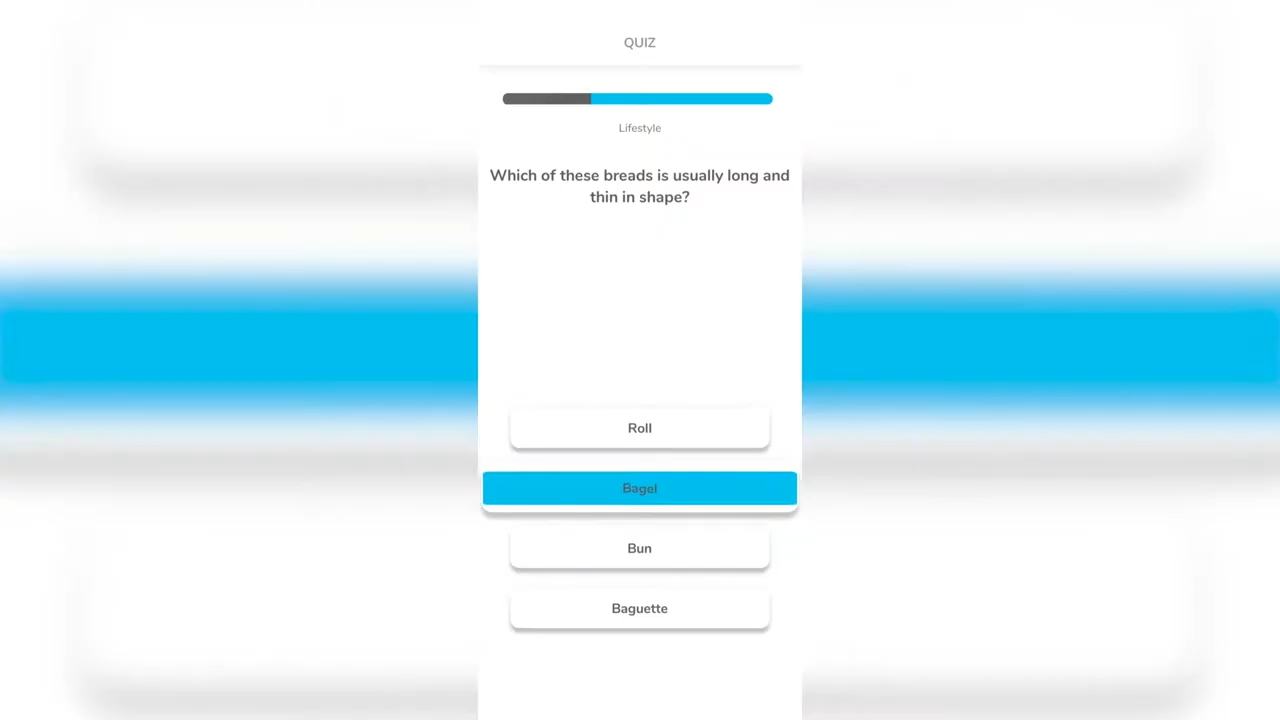 QUIZ
Lifestyle
Which of these breads is usually long and
thin in shape?
Roll
Bagel
Bun
Baguette